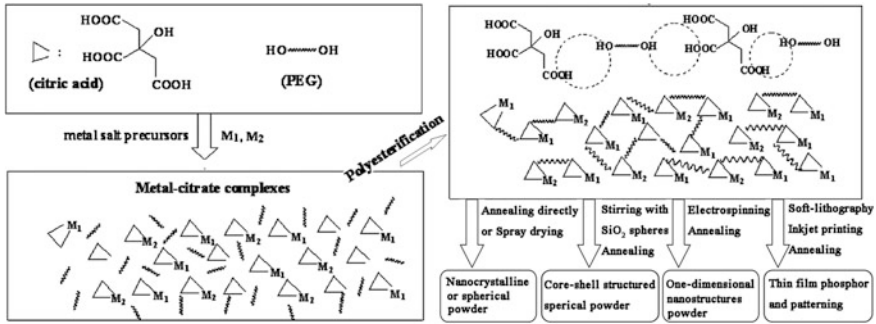 HOOC
OH
HOOC
COOH
(citric acid)
HO OH
(PEG)
metal salt precursors M₁, M₂
Metal-citrate complexes
M₁
M₂
M₁
M₁
M₂
M₁
M₂
M₁
M₁
M₂
M₂
M₁
M₂
M₁
Polyesterification
HOOC
OH
HOOC
COOH
HO OH
HOOC
OH
HOOC
COOH
HO OH
M₁
M₁
M₂
M₁
M₂
M₁
M₂
M₁
M₁
M₂
M₁
M₂
M₁
M₂
M₁
M₂
M₁
Annealing directly
or Spray drying
Stirring with
SiO₂ spheres
Annealing
Electrospinning
Annealing
Soft-lithography
Inkjet printing
Annealing
Nanocrystalline
or spherical
powder
Core-shell structured
sperical powder
One-dimensional
nanostructures
powder
Thin film phosphor
and patterning